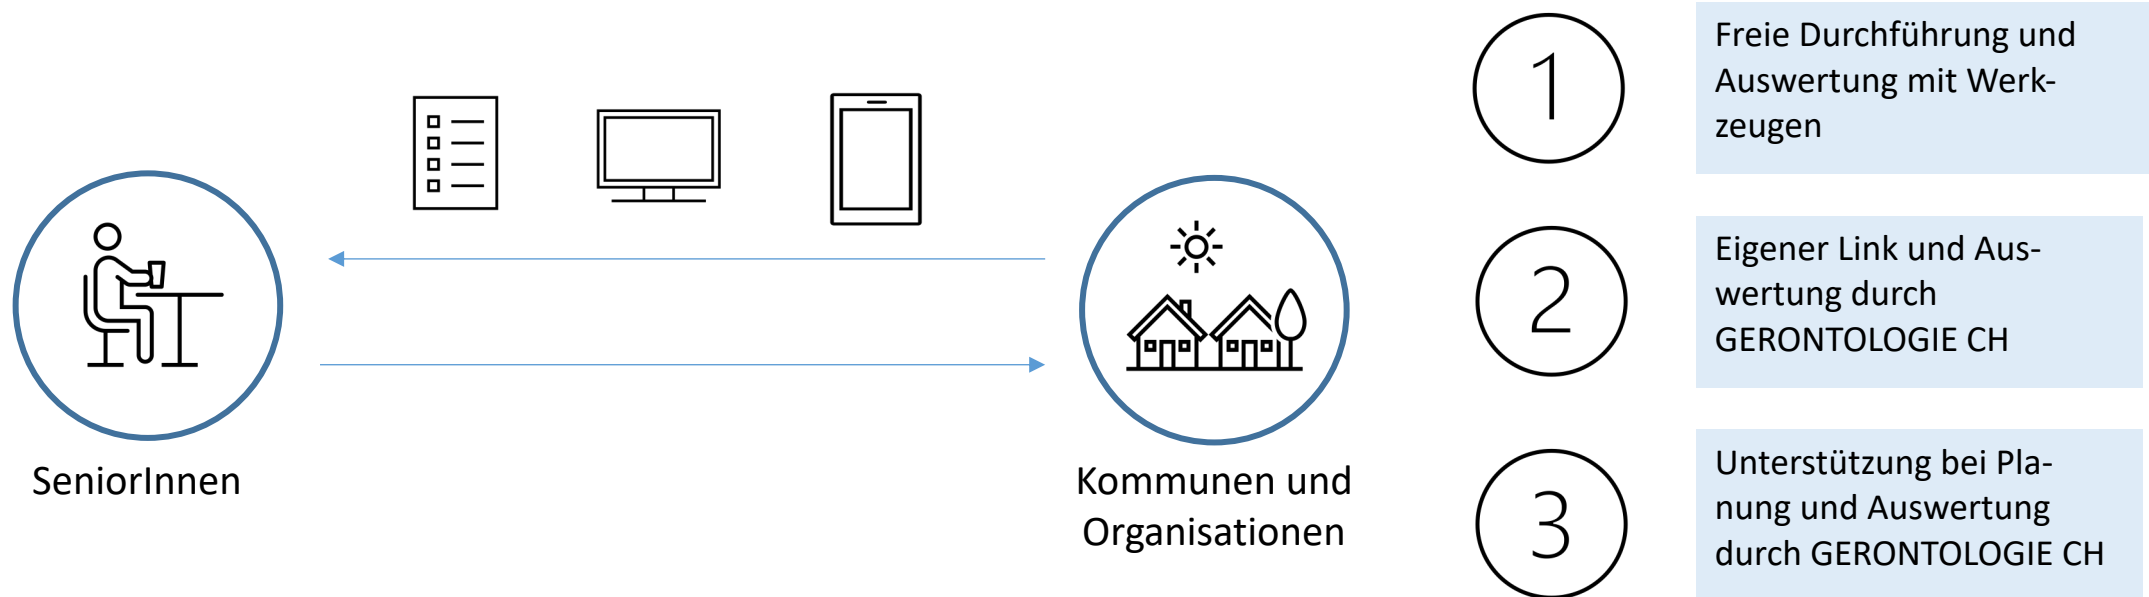 SeniorInnen
Kommunen und
Organisationen
1
Freie Durchführung und
Auswertung mit Werk-
zeugen
2
Eigener Link und Aus-
wertung durch
GERONTOLOGIE CH
3
Unterstützung bei Pla-
nung und Auswertung
durch GERONTOLOGIE CH